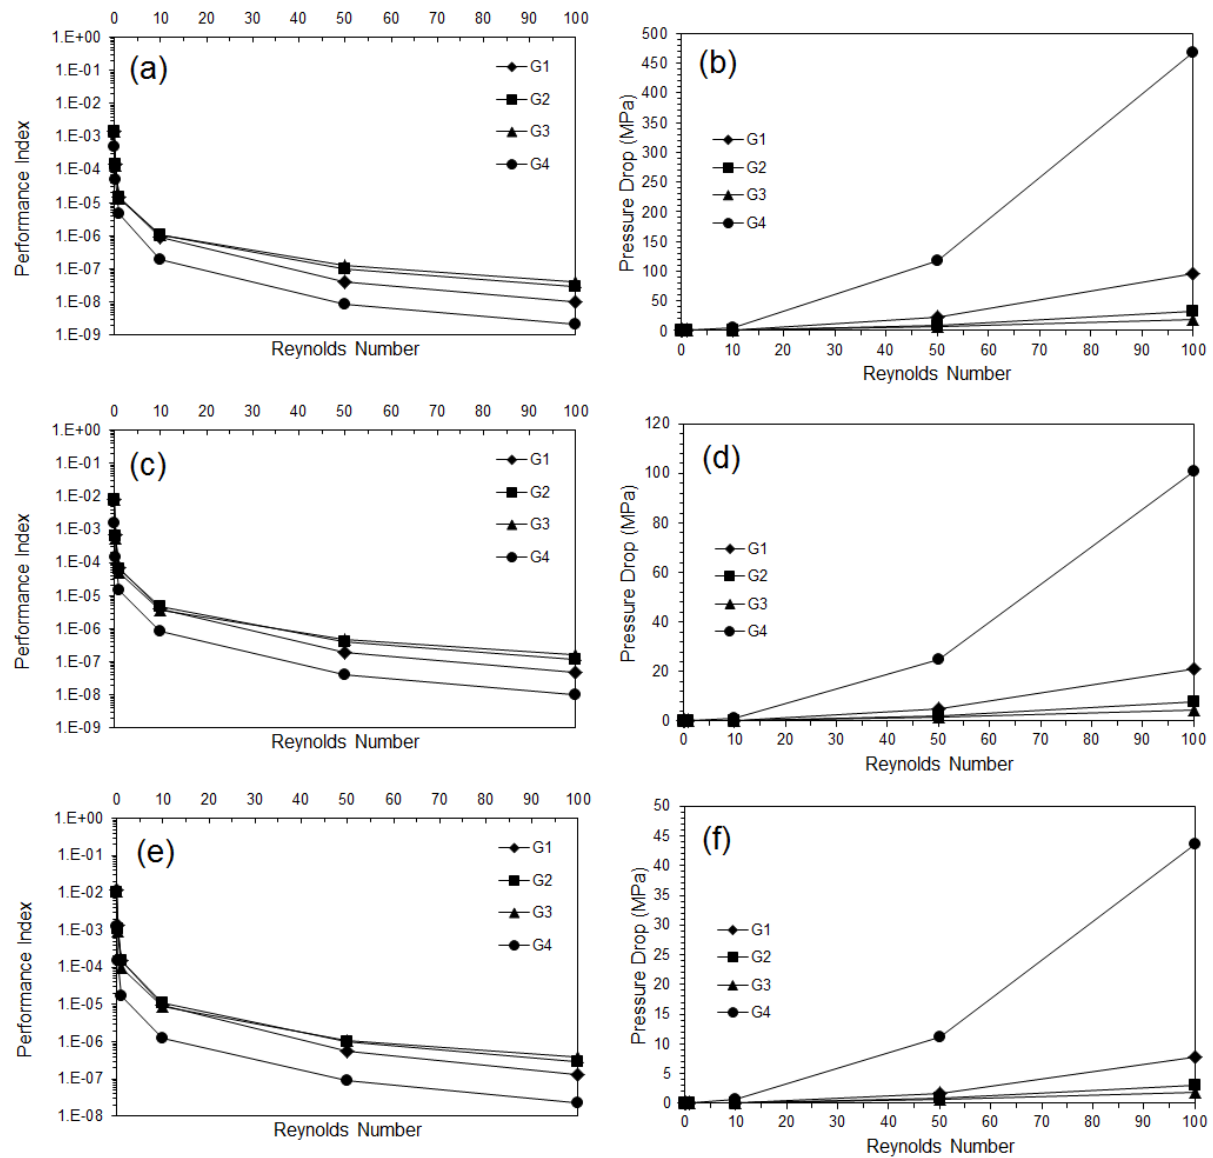 0 10 20 30 40 50 60 70 80 90 100
1.E+00
1.E-01
1.E-02
1.E-03
1.E-04
1.E-05
1.E-06
1.E-07
1.E-08
1.E-09
Performance Index
(a)
G1
G2
G3
G4
Reynolds Number
500
450
400
350
300
250
200
150
100
50
0
Pressure Drop (MPa)
(b)
G1
G2
G3
G4
0 10 20 30 40 50 60 70 80 90 100
Reynolds Number
0 10 20 30 40 50 60 70 80 90 100
1.E+00
1.E-01
1.E-02
1.E-03
1.E-04
1.E-05
1.E-06
1.E-07
1.E-08
1.E-09
Performance Index
(c)
G1
G2
G3
G4
Reynolds Number
120
100
80
60
40
20
0
Pressure Drop (MPa)
(d)
G1
G2
G3
G4
0 10 20 30 40 50 60 70 80 90 100
Reynolds Number
0 10 20 30 40 50 60 70 80 90 100
1.E+00
1.E-01
1.E-02
1.E-03
1.E-04
1.E-05
1.E-06
1.E-07
1.E-08
Performance Index
(e)
G1
G2
G3
G4
Reynolds Number
50
45
40
35
30
25
20
15
10
5
0
Pressure Drop (MPa)
(f)
G1
G2
G3
G4
0 10 20 30 40 50 60 70 80 90 100
Reynolds Number